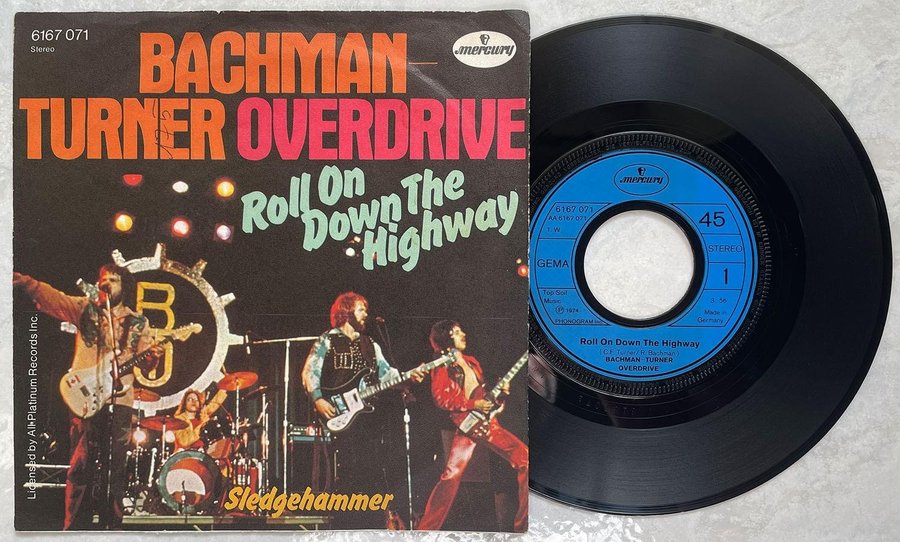 6167 071
Stereo
mercury
BACHMAN-
TURNER OVERDRIVE
Roll On
Down The
Highway
B
Licensed by All Platinum Records Inc.
Sledgehammer
mercury
6167 071
AA 6167 071
1. W.
45
GEMA
STEREO
1
Top Soil
Music
Ⓟ 1974
PHONOGRAM
3. 56
Made in
Germany
Roll On Down The Highway
(C.F. Turner / R. Bachman)
BACHMAN - TURNER
OVERDRIVE